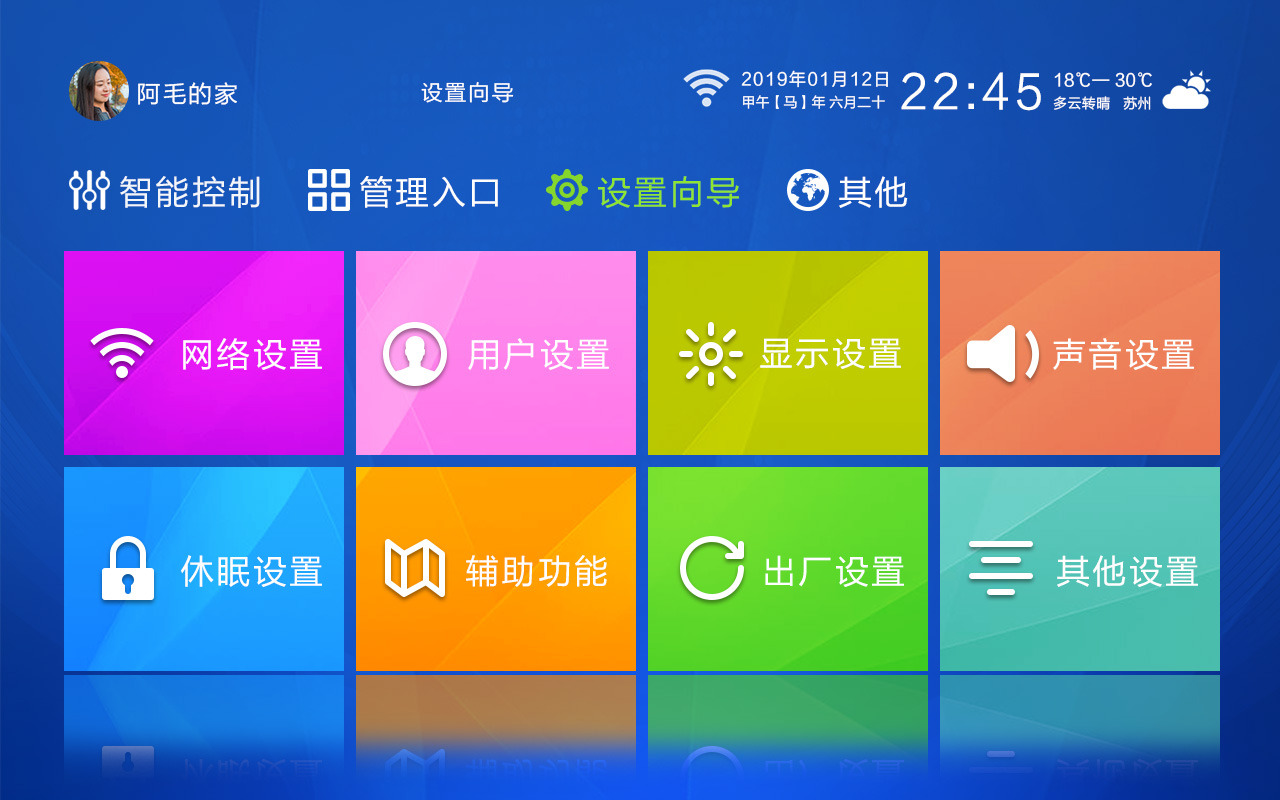 阿毛的家
设置向导
2019年01月12日
甲午【马】年 六月二十
22:45
18℃— 30℃
多云转晴 苏州
智能控制 管理入口 设置向导 其他
网络设置 用户设置 显示设置 声音设置
休眠设置 辅助功能 出厂设置 其他设置